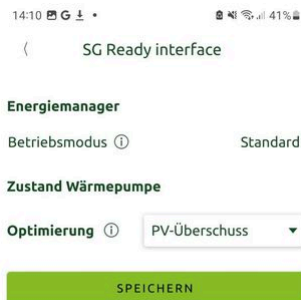 14:10 G 41%
SG Ready interface
Energiemanager
Betriebsmodus Standard
Zustand Wärmepumpe
Optimierung PV-Überschuss
SPEICHERN